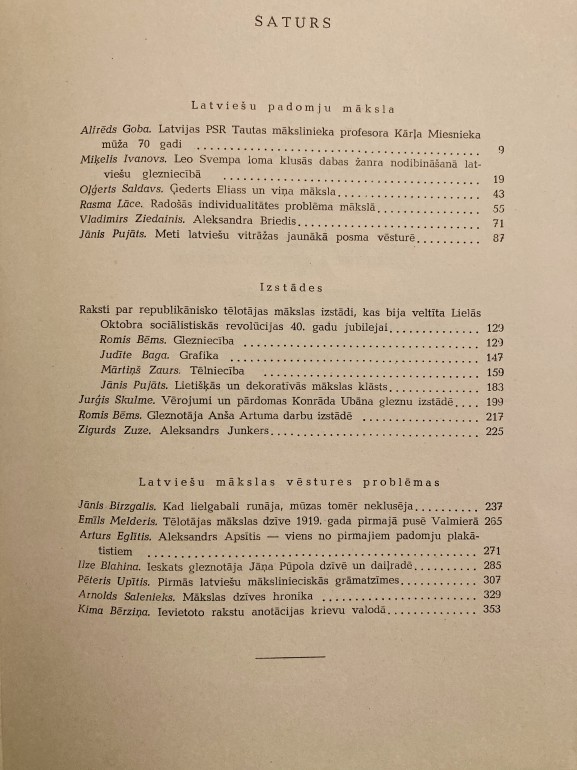 SATURS
Latviešu padomju māksla
Alfrēds Goba. Latvijas PSR Tautas mākslinieka profesora Kārļa Miesnieka
mūža 70 gadi 9
Miķelis Ivanovs. Leo Svempa loma klusās dabas žanra nodibināšanā lat-
viešu glezniecībā 19
Oļģerts Saldavs. Ģederts Eliass un viņa māksla 43
Rasma Lāce. Radošās individualitātes problēma mākslā 55
Vladimirs Ziedainis. Aleksandra Briedis 71
Jānis Pujāts. Meti latviešu vitrāžas jaunākā posma vēsturē 87
Izstādes
Raksti par republikānisko tēlotājas mākslas izstādi, kas bija veltīta Lielās
Oktobra sociālistiskās revolūcijas 40. gadu jubilejai 129
Romis Bēms. Glezniecība 129
Judīte Baga. Grafika 147
Mārtiņš Zaurs. Tēlniecība 159
Jānis Pujāts. Lietišķās un dekoratīvās mākslas klāsts 183
Jurģis Skulme. Vērojumi un pārdomas Konrāda Ubāna gleznu izstādē 199
Romis Bēms. Gleznotāja Anša Artuma darbu izstādē 217
Zigurds Zuze. Aleksandrs Junkers 225
Latviešu mākslas vēstures problēmas
Jānis Birzgalis. Kad lielgabali runāja, mūzas tomēr neklusēja 237
Emīls Melderis. Tēlotājas mākslas dzīve 1919. gada pirmajā pusē Valmierā 265
Arturs Eglītis. Aleksandrs Apsītis — viens no pirmajiem padomju plakā-
tistiem 271
Ilze Blahina. Ieskats gleznotāja Jāņa Pūpola dzīvē un daiļradē 285
Pēteris Upītis. Pirmās latviešu mākslinieciskās grāmatzīmes 307
Arnolds Salenieks. Mākslas dzīves hronika 329
Kima Bērziņa. Ievietoto rakstu anotācijas krievu valodā 353